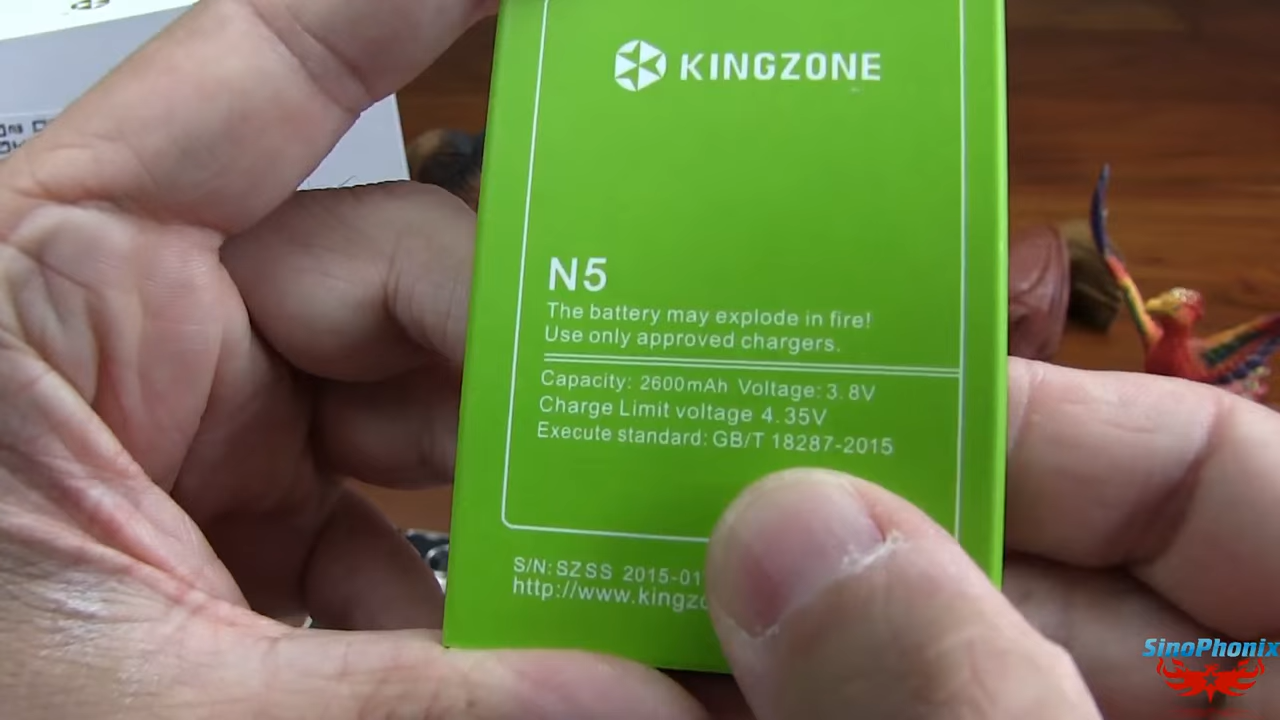 KINGZONE
N5
The battery may explode in fire!
Use only approved chargers.
Capacity: 2600mAh Voltage: 3.8V
Charge Limit voltage 4.35V
Execute standard: GB/T 18287-2015
S/N: SZSS 2015-01
http://www.kingzo
SinoPhonix